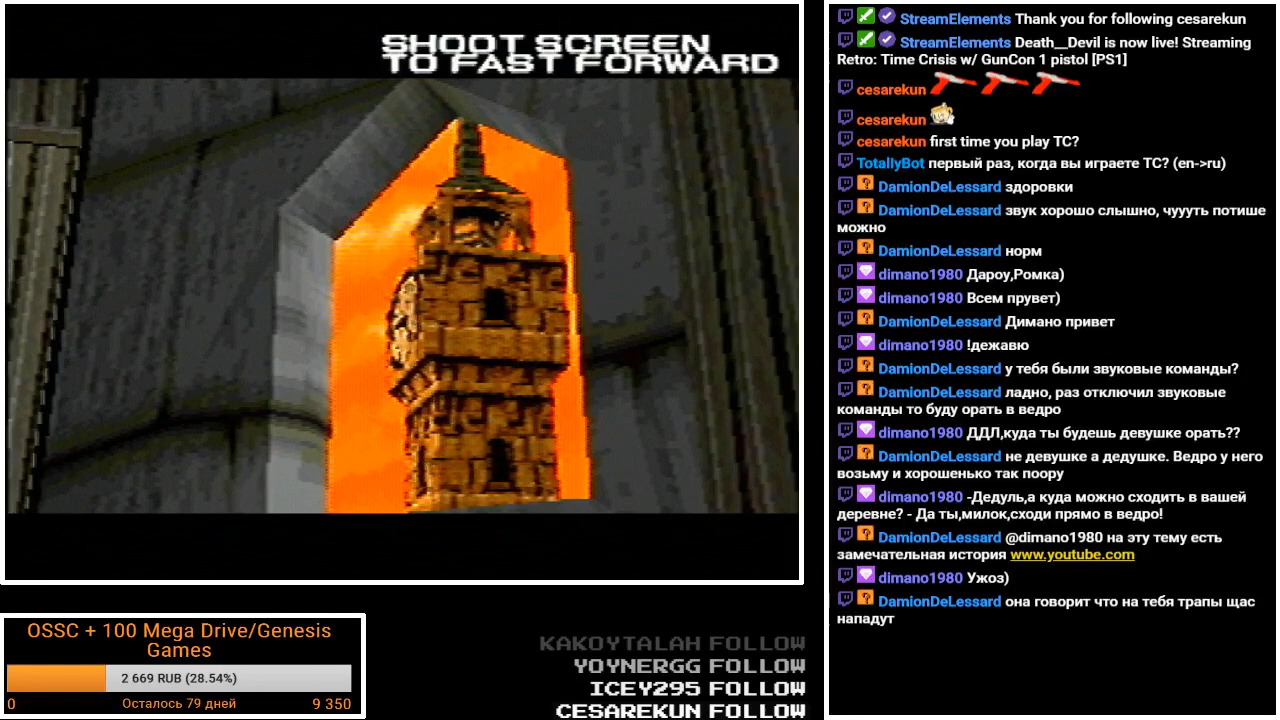 SHOOT SCREEN
TO FAST FORWARD
StreamElements Thank you for following cesarekun
StreamElements Death__Devil is now live! Streaming
Retro: Time Crisis w/ GunCon 1 pistol [PS1]
cesarekun
cesarekun
cesarekun first time you play TC?
TotallyBot первый раз, когда вы играете TC? (en->ru)
DamionDeLessard здоровки
DamionDeLessard звук хорошо слышно, чуууть потише
можно
DamionDeLessard норм
dimano1980 Дароу,Ромка)
dimano1980 Всем прувет)
DamionDeLessard Димано привет
dimano1980 !дежавю
DamionDeLessard у тебя были звуковые команды?
DamionDeLessard ладно, раз отключил звуковые
команды то буду орать в ведро
dimano1980 ДДЛ,куда ты будешь девушке орать??
DamionDeLessard не девушке а дедушке. Ведро у него
возьму и хорошенько так поору
dimano1980 -Дедуль,а куда можно сходить в вашей
деревне? - Да ты,милок,сходи прямо в ведро!
DamionDeLessard @dimano1980 на эту тему есть
замечательная история www.youtube.com
dimano1980 Ужоз)
DamionDeLessard она говорит что на тебя трапы щас
нападут
OSSC + 100 Mega Drive/Genesis
Games
2 669 RUB (28.54%)
0 Осталось 79 дней 9 350
KAKOYTALAH FOLLOW
YOYNERGG FOLLOW
ICEY295 FOLLOW
CESAREKUN FOLLOW